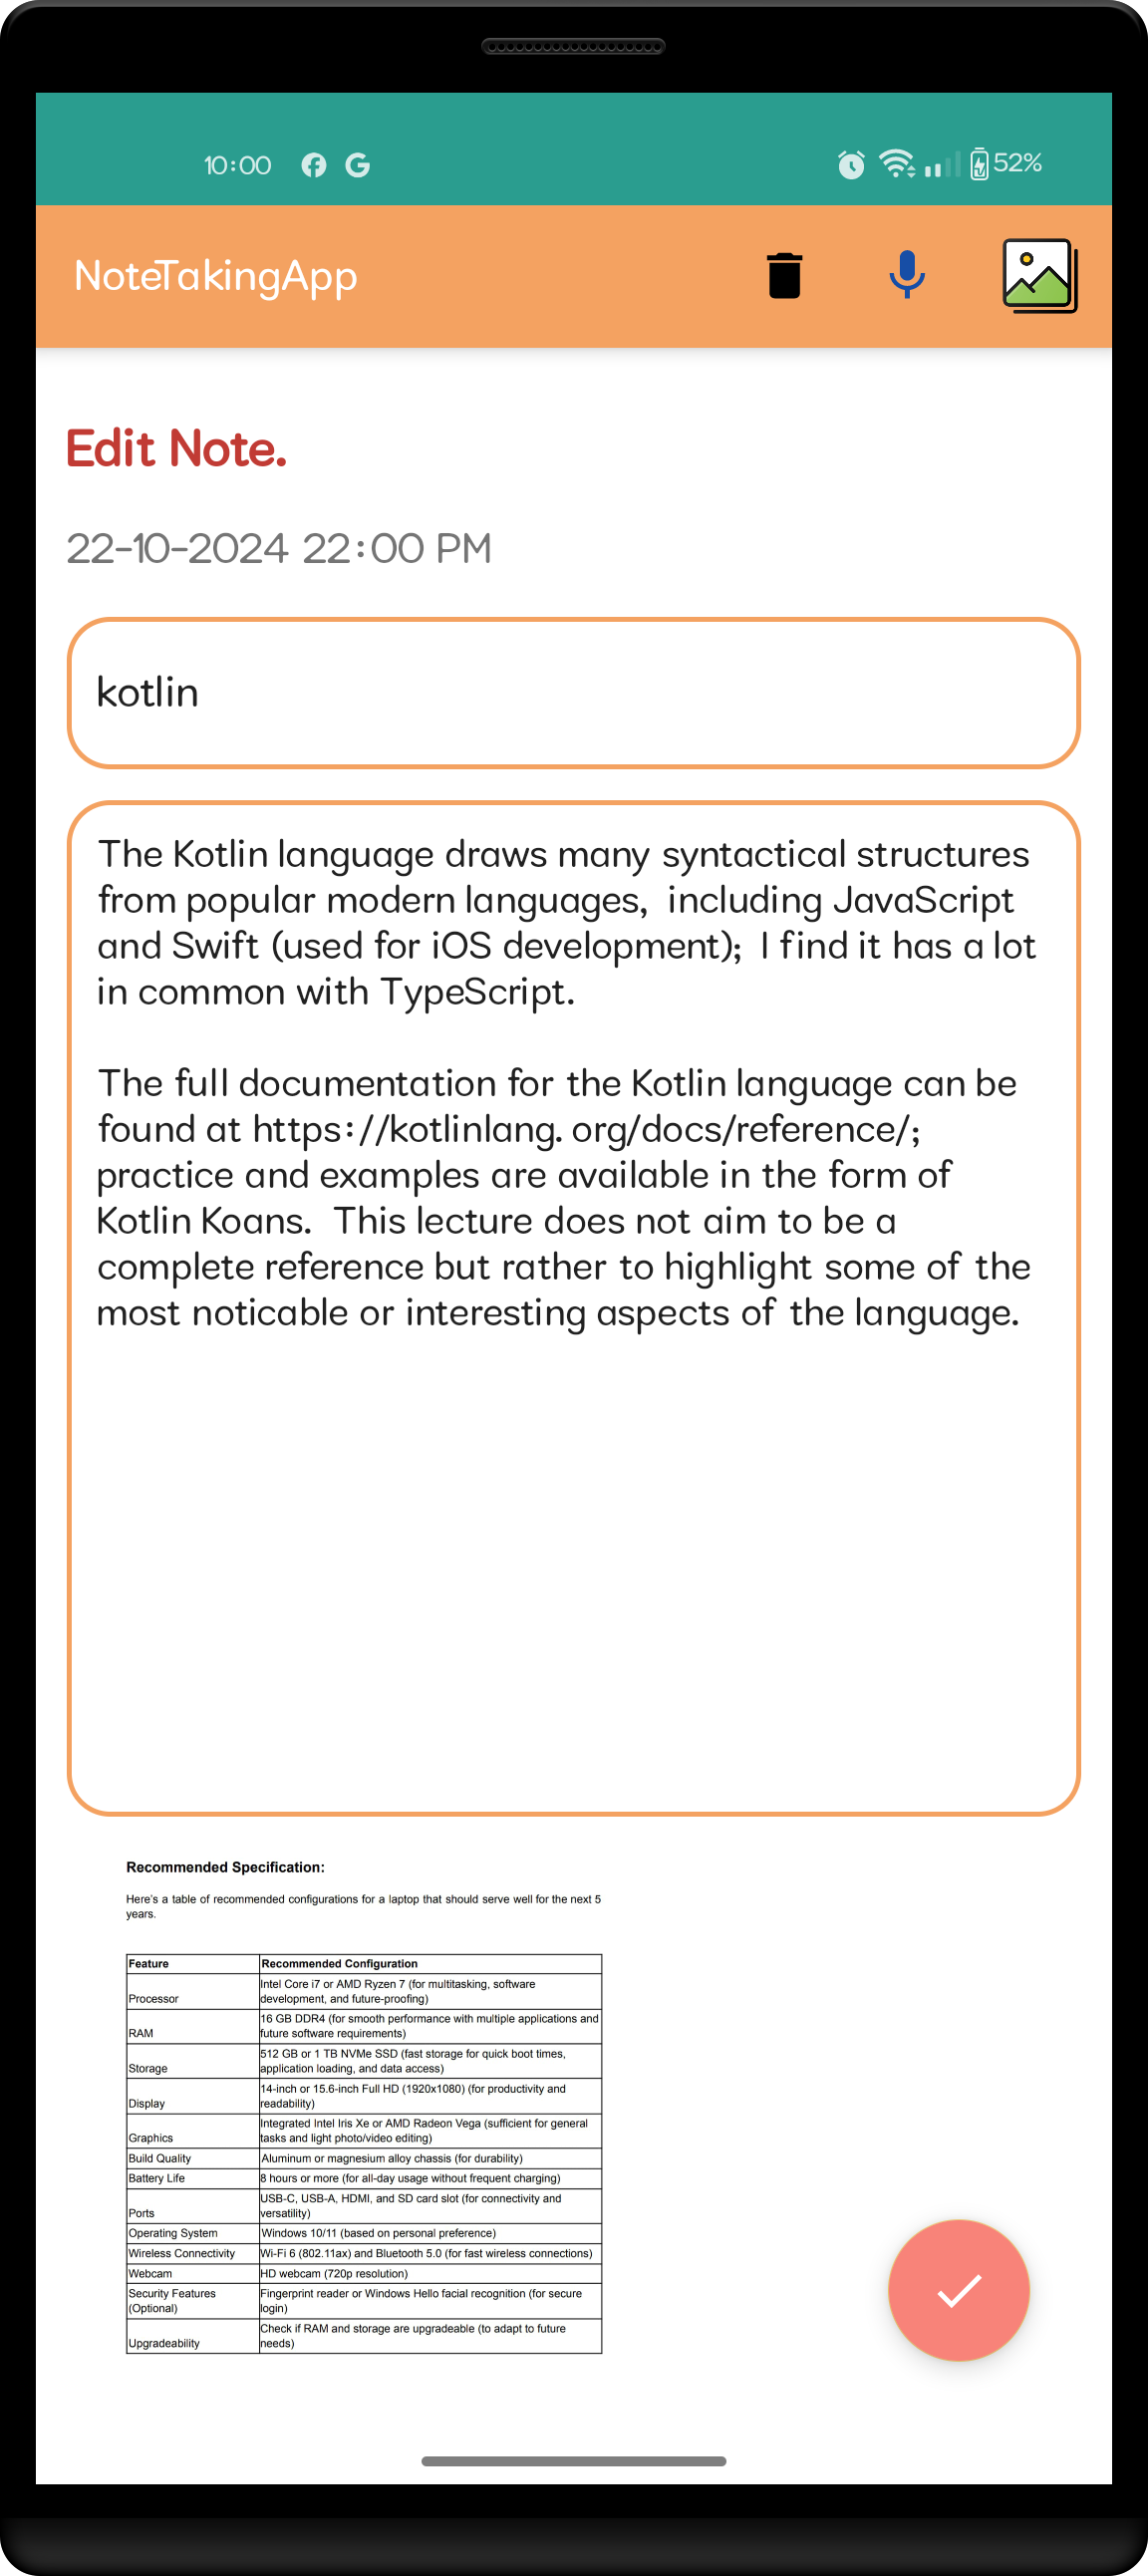 10:00
52%
NoteTakingApp
Edit Note.
22-10-2024 22:00 PM
kotlin
The Kotlin language draws many syntactical structures
from popular modern languages,  including JavaScript
and Swift (used for iOS development);  I find it has a lot
in common with TypeScript.
The full documentation for the Kotlin language can be
found at https://kotlinlang. org/docs/reference/;
practice and examples are available in the form of
Kotlin Koans.  This lecture does not aim to be a
complete reference but rather to highlight some of the
most noticable or interesting aspects of the language.
Recommended Specification:
Here's a table of recommended configurations for a laptop that should serve well for the next 5
years.
Feature Recommended Configuration
Intel Core i7 or AMD Ryzen 7 (for multitasking, software
Processor development, and future-proofing)
16 GB DDR4 (for smooth performance with multiple applications and
RAM future software requirements)
512 GB or 1 TB NVMe SSD (fast storage for quick boot times,
Storage application loading, and data access)
14-inch or 15.6-inch Full HD (1920x1080) (for productivity and
Display readability)
Integrated Intel Iris Xe or AMD Radeon Vega (sufficient for general
Graphics tasks and light photo/video editing)
Build Quality Aluminum or magnesium alloy chassis (for durability)
Battery Life 8 hours or more (for all-day usage without frequent charging)
USB-C, USB-A, HDMI, and SD card slot (for connectivity and
Ports versatility)
Operating System Windows 10/11 (based on personal preference)
Wireless Connectivity Wi-Fi 6 (802.11ax) and Bluetooth 5.0 (for fast wireless connections)
Webcam HD webcam (720p resolution)
Security Features Fingerprint reader or Windows Hello facial recognition (for secure
(Optional) login)
Check if RAM and storage are upgradeable (to adapt to future
Upgradeability needs)